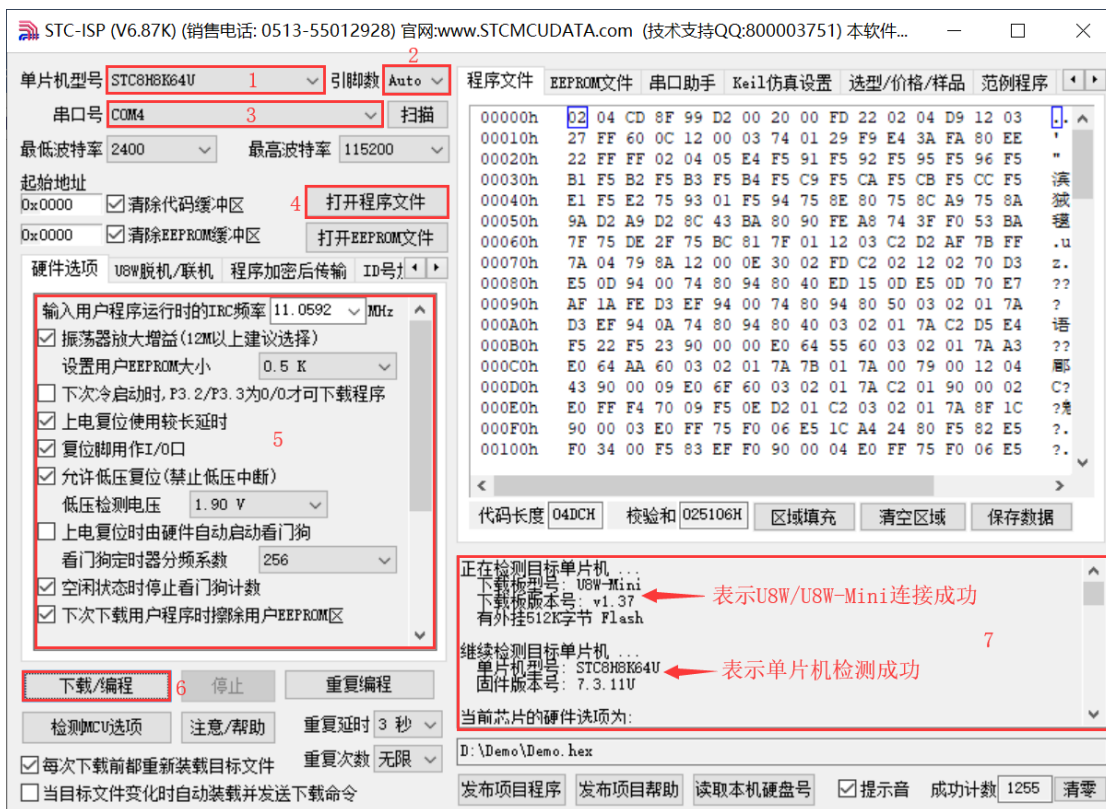 STC-ISP (V6.87K) (销售电话: 0513-55012928) 官网:www.STCMCUDATA.com (技术支持QQ:800003751) 本软件...
单片机型号 STC8H8K64U 1 引脚数 2 Auto
串口号 COM4 3 扫描
最低波特率 2400 最高波特率 115200
起始地址
0x0000 清除代码缓冲区 4 打开程序文件
0x0000 清除EEPROM缓冲区 打开EEPROM文件
硬件选项 U8W脱机/联机 程序加密后传输
输入用户程序运行时的IRC频率 11.0592 MHz
振荡器放大增益(12M以上建议选择)
设置用户EEPROM大小 0.5 K
下次冷启动时,P3.2/P3.3为0/0才可下载程序
上电复位使用较长延时
5
复位脚用作I/O口
允许低压复位(禁止低压中断)
低压检测电压 1.90 V
上电复位时由硬件自动启动看门狗
看门狗定时器分频系数 256
空闲状态时停止看门狗计数
下次下载用户程序时擦除用户EEPROM区
下载/编程 6 停止 重复编程
检测MCU选项 注意/帮助 重复延时 3 秒
重复次数 无限
每次下载前都重新装载目标文件
当目标文件变化时自动装载并发送下载命令
程序文件 EEPROM文件 串口助手 Keil仿真设置 选型/价格/样品 范例程序
00000h 02 04 CD 8F 99 D2 00 20 00 FD 22 02 04 D9 12 03 ..
00010h 27 FF 60 0C 12 00 03 74 01 29 F9 E4 3A FA 80 EE '
00020h 22 FF FF 02 04 05 E4 F5 91 F5 92 F5 95 F5 96 F5 "
00030h B1 F5 B2 F5 B3 F5 B4 F5 C9 F5 CA F5 CB F5 CC F5 滨
00040h E1 F5 E2 75 93 01 F5 94 75 8E 80 75 8C A9 75 8A
00050h 9A D2 A9 D2 8C 43 BA 80 90 FE A8 74 3F F0 53 BA
00060h 7F 75 DE 2F 75 BC 81 7F 01 12 03 C2 D2 AF 7B FF .u
00070h 7A 04 79 8A 12 00 0E 30 02 FD C2 02 12 02 70 D3 z.
00080h E5 0D 94 00 74 80 94 80 40 ED 15 0D E5 0D 70 E7 ??
00090h AF 1A FE D3 EF 94 00 74 80 94 80 50 03 02 01 7A ?
000A0h D3 EF 94 0A 74 80 94 80 40 03 02 01 7A C2 D5 E4 语
000B0h F5 22 F5 23 90 00 00 E0 64 55 60 03 02 01 7A A3 ??
000C0h E0 64 AA 60 03 02 01 7A 7B 01 7A 00 79 00 12 04
000D0h 43 90 00 09 E0 6F 60 03 02 01 7A C2 01 90 00 02 C?
000E0h E0 FF F4 70 09 F5 0E D2 01 C2 03 02 01 7A 8F 1C
000F0h 90 00 03 E0 FF 75 F0 06 E5 1C A4 24 80 F5 82 E5 ?.
00100h F0 34 00 F5 83 EF F0 90 00 04 E0 FF 75 F0 06 E5 ?.
代码长度 04DCH 校验和 025106H 区域填充 清空区域 保存数据
正在检测目标单片机 ...
下载板型号: U8W-Mini
下载板版本号: v1.37 表示U8W/U8W-Mini连接成功
有外挂512K字节 Flash
7
继续检测目标单片机 ...
单片机型号: STC8H8K64U 表示单片机检测成功
固件版本号: 7.3.11U
当前芯片的硬件选项为:
D:\Demo\Demo.hex
发布项目程序 发布项目帮助 读取本机硬盘号 提示音 成功计数 1255 清零